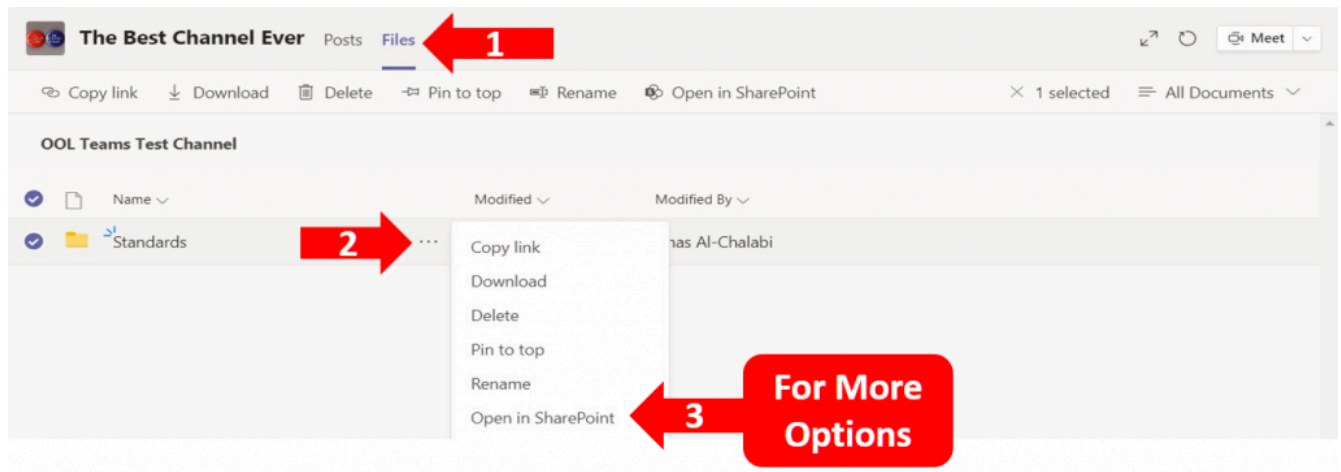 The Best Channel Ever Posts Files 1 Meet
Copy link Download Delete Pin to top Rename Open in SharePoint 1 selected All Documents
OOL Teams Test Channel
Name Modified Modified By
Standards 2 ... Copy link Al-Chalabi
Download
Delete
Pin to top
Rename
Open in SharePoint 3
For More
Options